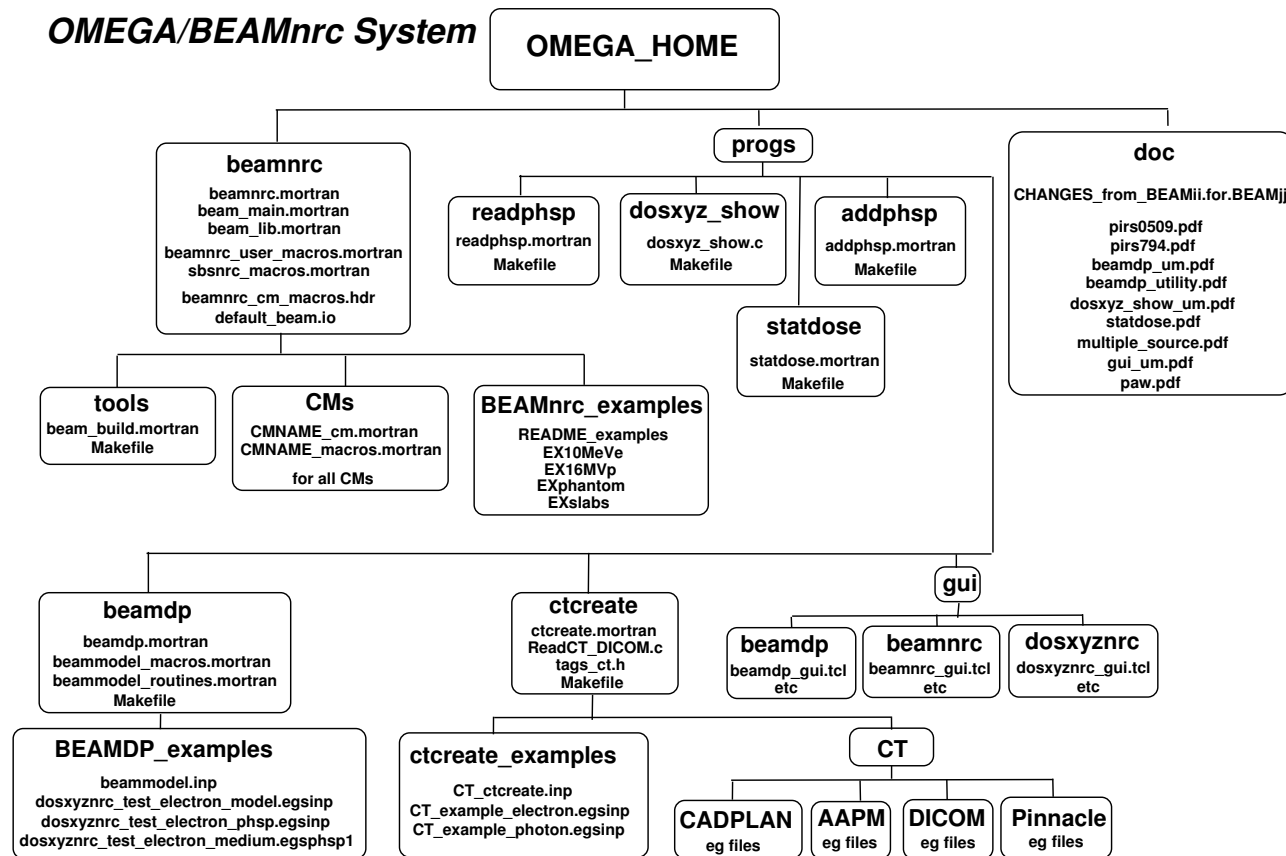 OMEGA/BEAMnrc System
OMEGA_HOME
beamnrc
beamnrc.mortran
beam_main.mortran
beam_lib.mortran
beamnrc_user_macros.mortran
sbsnrc_macros.mortran
beamnrc_cm_macros.hdr
default_beam.io
progs
readphsp
readphsp.mortran
Makefile
dosxyz_show
dosxyz_show.c
Makefile
addphsp
addphsp.mortran
Makefile
statdose
statdose.mortran
Makefile
doc
CHANGES_from_BEAMii.for.BEAMjj
pirs0509.pdf
pirs794.pdf
beamdp_um.pdf
beamdp_utility.pdf
dosxyz_show_um.pdf
statdose.pdf
multiple_source.pdf
gui_um.pdf
paw.pdf
tools
beam_build.mortran
Makefile
CMs
CMNAME_cm.mortran
CMNAME_macros.mortran
for all CMs
BEAMnrc_examples
README_examples
EX10MeVe
EX16MVp
EXphantom
EXslabs
beamdp
beamdp.mortran
beammodel_macros.mortran
beammodel_routines.mortran
Makefile
BEAMDP_examples
beammodel.inp
dosxyznrc_test_electron_model.egsinp
dosxyznrc_test_electron_phsp.egsinp
dosxyznrc_test_electron_medium.egsphsp1
ctcreate
ctcreate.mortran
ReadCT_DICOM.c
tags_ct.h
Makefile
ctcreate_examples
CT_ctcreate.inp
CT_example_electron.egsinp
CT_example_photon.egsinp
gui
beamdp
beamdp_gui.tcl
etc
beamnrc
beamnrc_gui.tcl
etc
dosxyznrc
dosxyznrc_gui.tcl
etc
CT
CADPLAN
eg files
AAPM
eg files
DICOM
eg files
Pinnacle
eg files